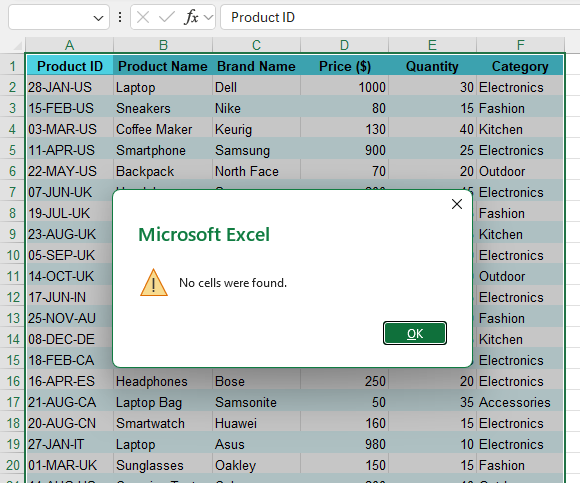 fx Product ID
A B C D E F
1 Product ID Product Name Brand Name Price ($) Quantity Category
2 28-JAN-US Laptop Dell 1000 30 Electronics
3 15-FEB-US Sneakers Nike 80 15 Fashion
4 03-MAR-US Coffee Maker Keurig 130 40 Kitchen
5 11-APR-US Smartphone Samsung 900 25 Electronics
6 22-MAY-US Backpack North Face 70 20 Outdoor
7 07-JUN-UK Electronics
8 19-JUL-UK Fashion
9 23-AUG-UK Kitchen
10 05-SEP-UK Electronics
11 14-OCT-UK Outdoor
12 17-JUN-IN Electronics
13 25-NOV-AU Fashion
14 08-DEC-DE Kitchen
15 18-FEB-CA Electronics
Microsoft Excel
No cells were found.
OK
16 16-APR-ES Headphones Bose 250 20 Electronics
17 21-AUG-CA Laptop Bag Samsonite 50 35 Accessories
18 20-AUG-CN Smartwatch Huawei 160 15 Electronics
19 27-JAN-IT Laptop Asus 980 10 Electronics
20 01-MAR-UK Sunglasses Oakley 150 15 Fashion